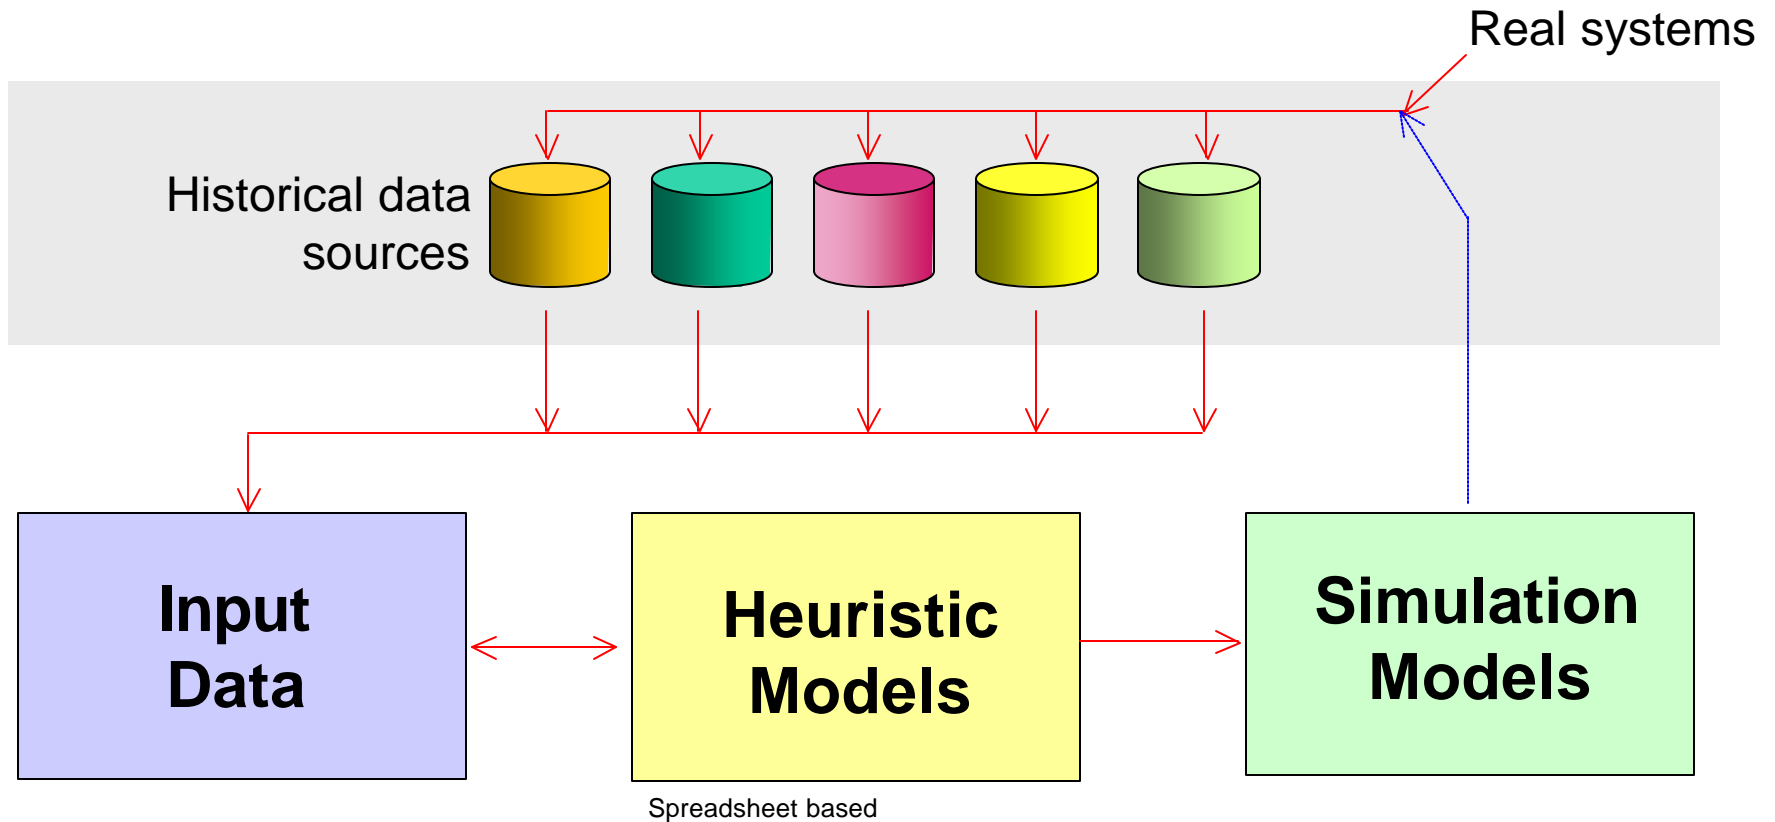 Real systems
Historical data
sources
Input
Data
Heuristic
Models
Simulation
Models
Spreadsheet based